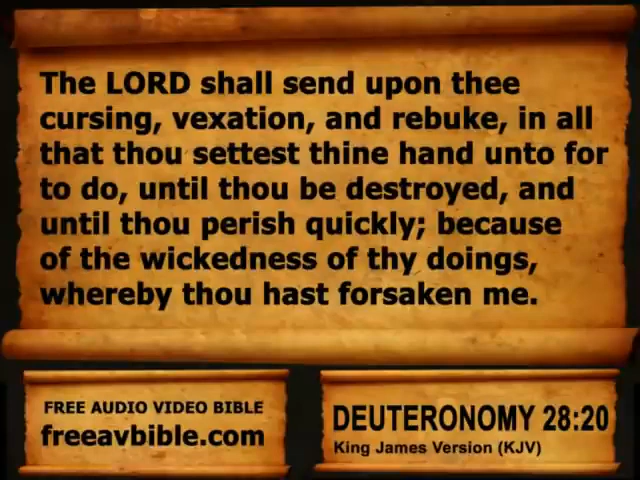 The LORD shall send upon thee
cursing, vexation, and rebuke, in all
that thou settest thine hand unto for
to do, until thou be destroyed, and
until thou perish quickly; because
of the wickedness of thy doings,
whereby thou hast forsaken me.
FREE AUDIO VIDEO BIBLE
freeavbible.com
DEUTERONOMY 28:20
King James Version (KJV)